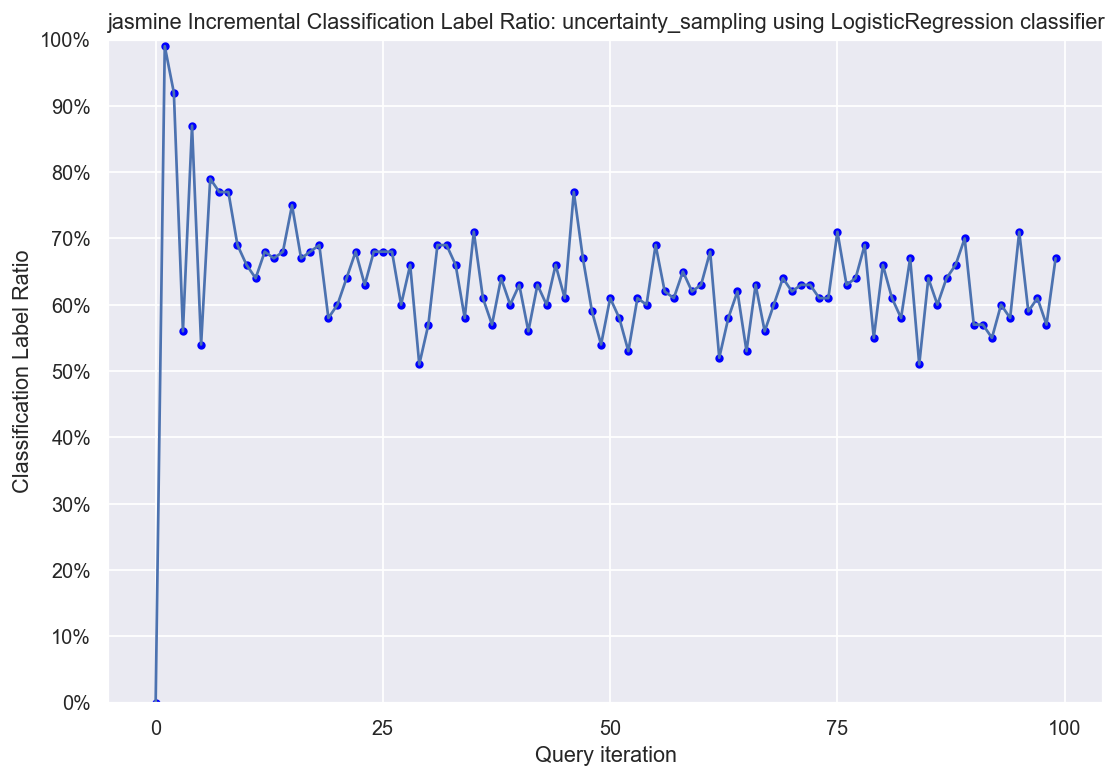 jasmine Incremental Classification Label Ratio: uncertainty_sampling using LogisticRegression classifier
100%
90%
80%
70%
60%
50%
40%
30%
20%
10%
0%
Classification Label Ratio
0 25 50 75 100
Query iteration